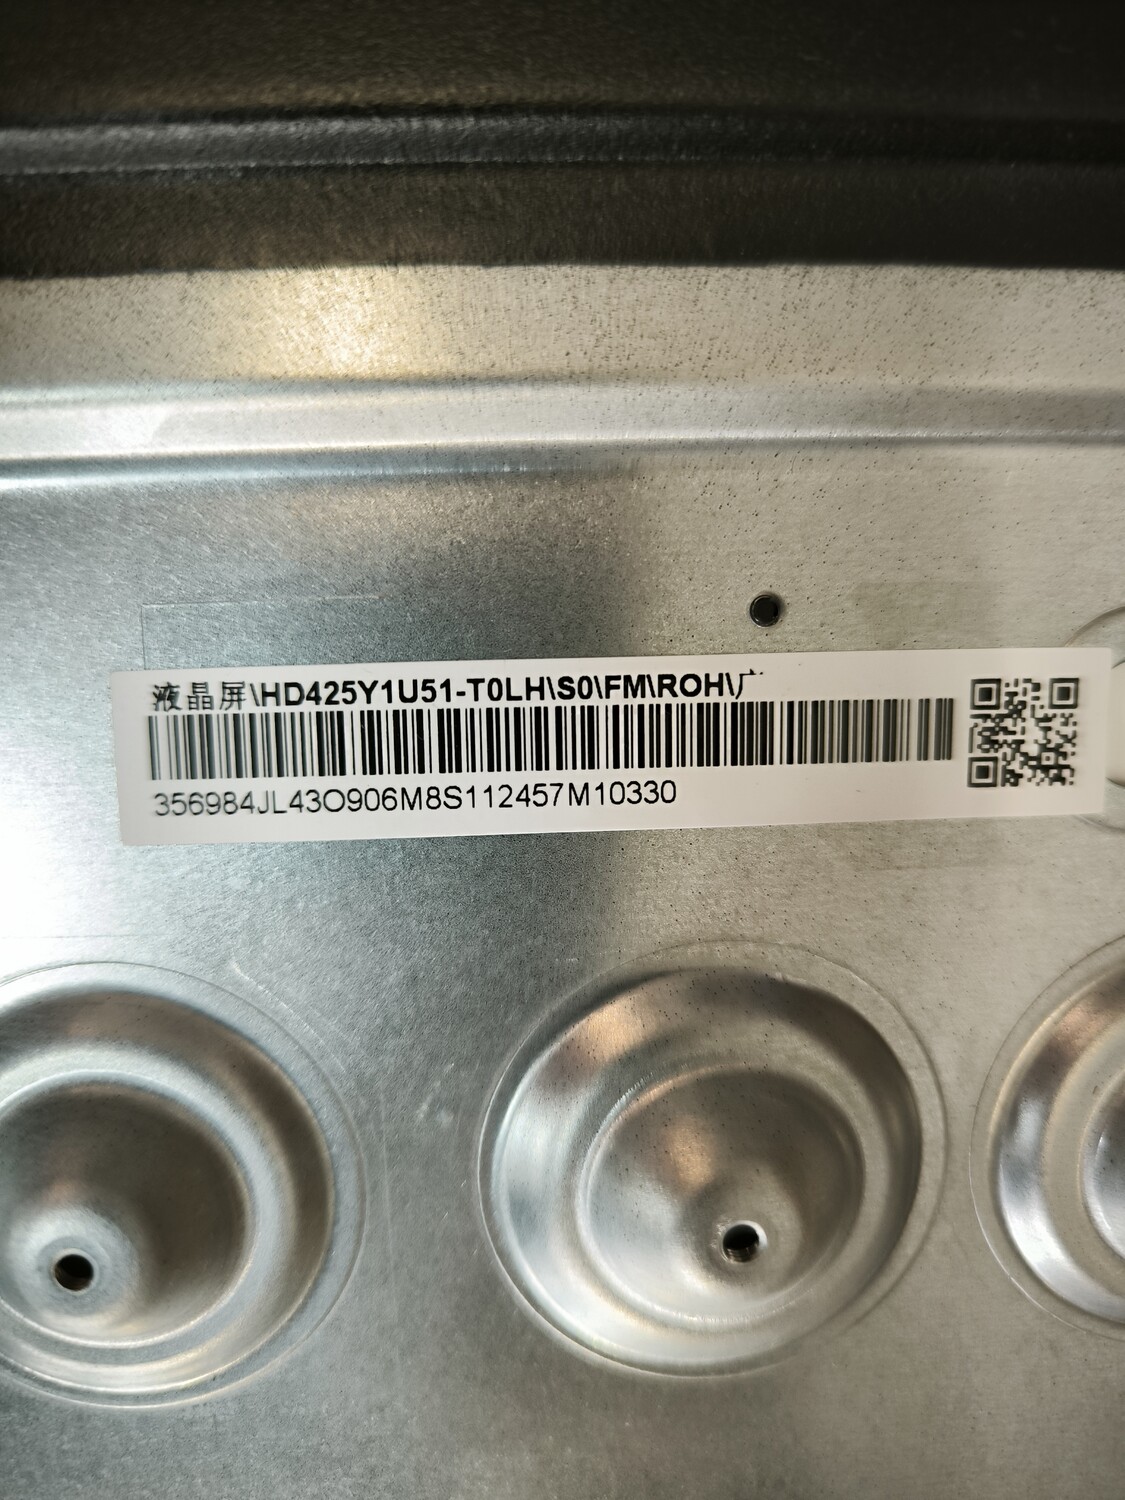 液晶屏\HD425Y1U51-T0LH\S0\FM\ROH\广
356984JL43O906M8S112457M10330